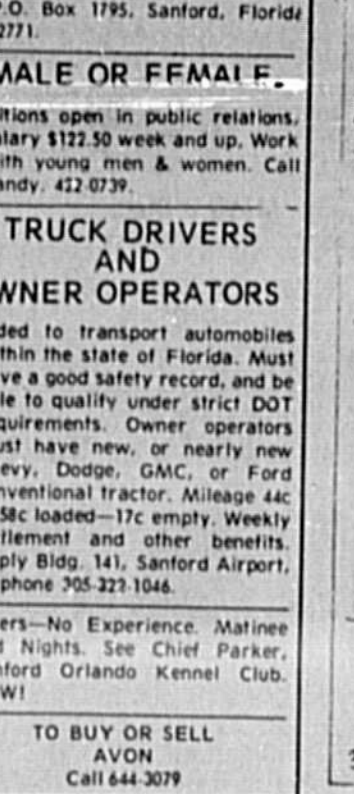 P.O. Box 1795, Sanford, Florida
2771.
MALE OR FEMALE.
itions open in public relations.
alary $122.50 week and up. Work
ith young men & women. Call
andy. 422-0739.
TRUCK DRIVERS
AND
WNER OPERATORS
ded to transport automobiles
thin the state of Florida. Must
ve a good safety record, and be
le to qualify under strict DOT
quirements. Owner operators
ust have new, or nearly new
evy, Dodge, GMC, or Ford
nventional tractor. Mileage 44c
58c loaded—17c empty. Weekly
tlement and other benefits.
ply Bldg. 141, Sanford Airport,
phone 305-322-1046.
ers—No Experience. Matinee
d Nights. See Chief Parker,
nford Orlando Kennel Club.
W!
TO BUY OR SELL
AVON
Call 644-3079